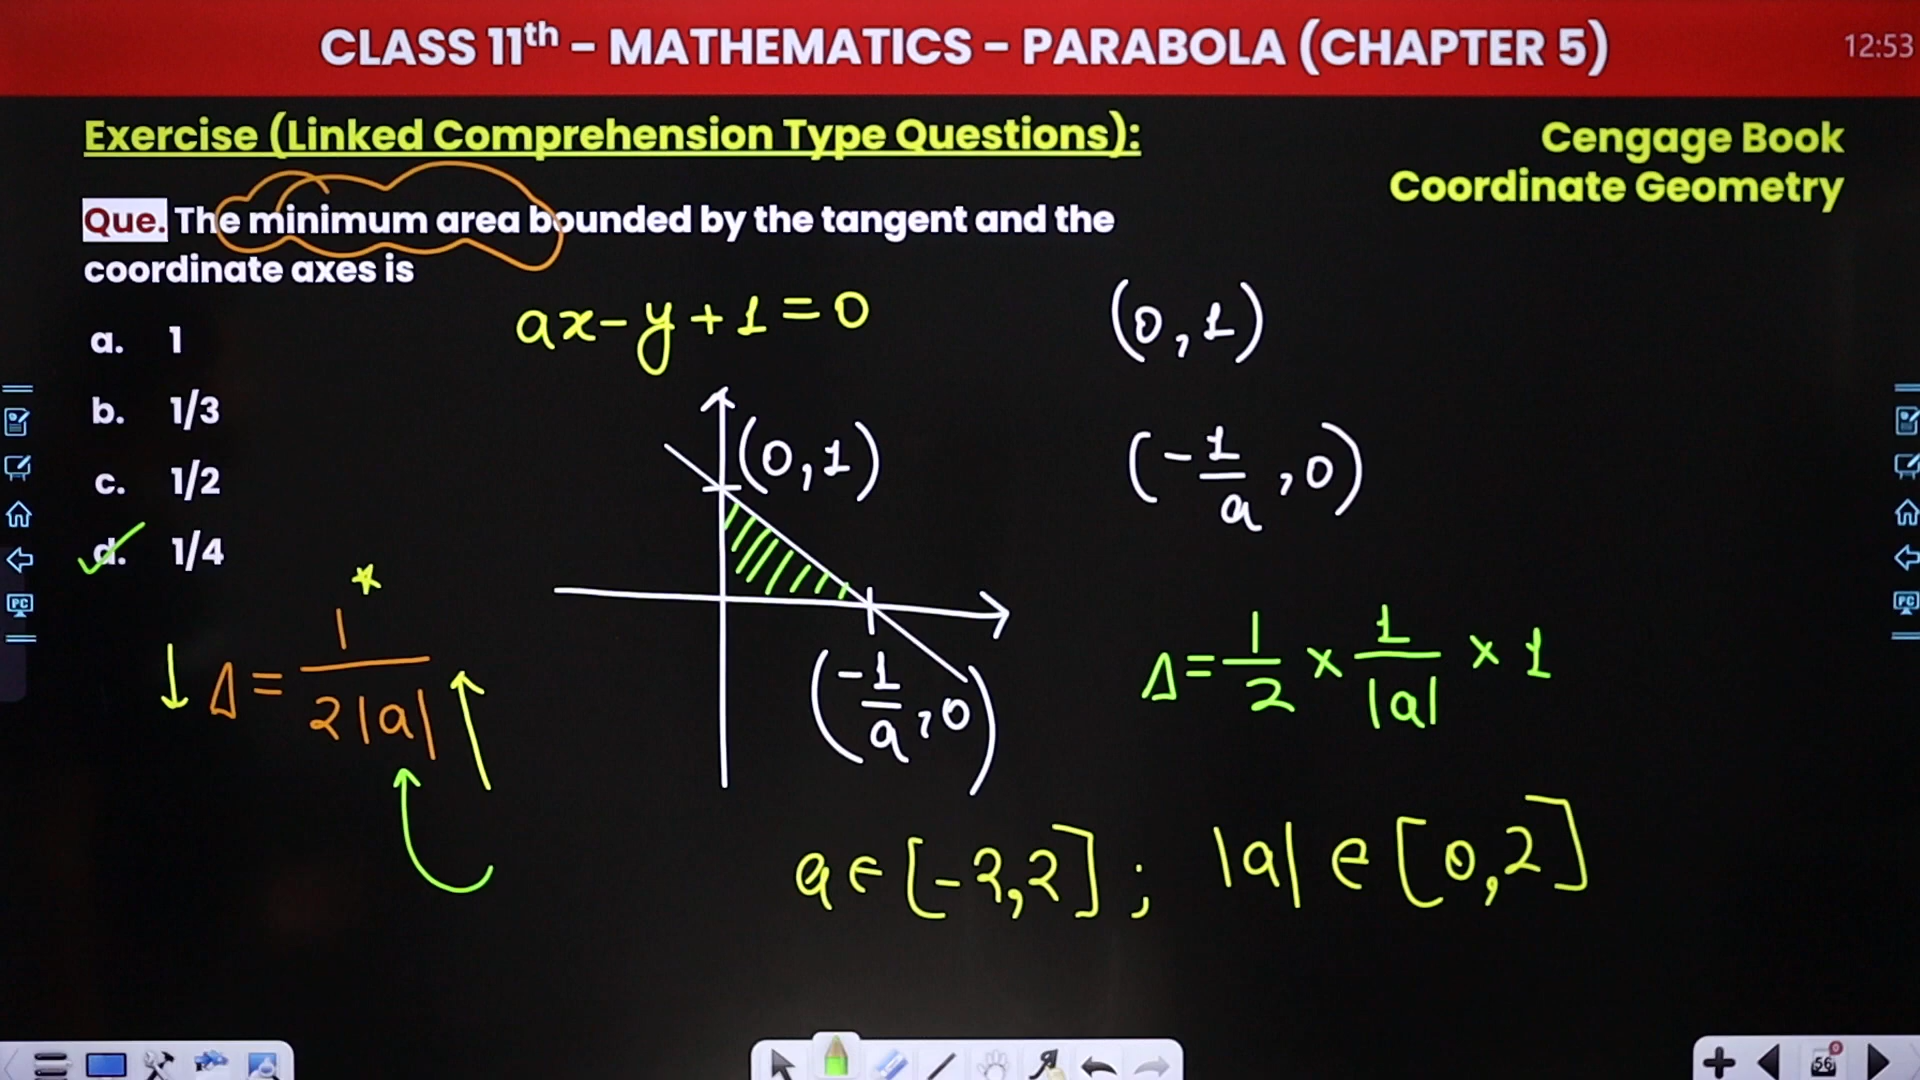 CLASS 11th - MATHEMATICS - PARABOLA (CHAPTER 5)
12:53
Exercise (Linked Comprehension Type Questions):
Cengage Book
Coordinate Geometry
Que. The minimum area bounded by the tangent and the
coordinate axes is
a. 1
b. 1/3
c. 1/2
d. 1/4
ax-y+1=0
(0,1)
(0,1)
(-1/a,0)
(-1/a,0)
Δ=1/2|a|
Δ=1/2×1/|a|×1
a∈[-2,2]; |a|∈[0,2]
PC
PC
56